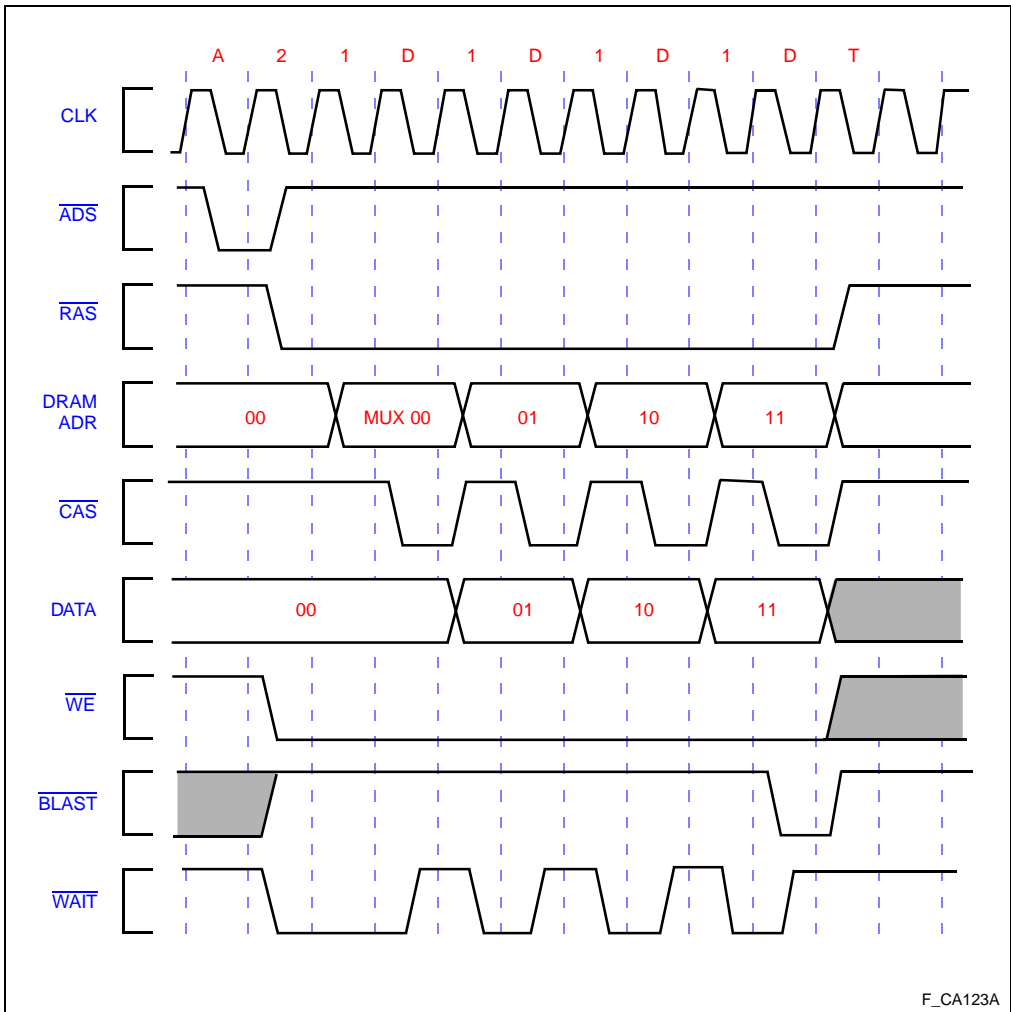 A 2 1 D 1 D 1 D 1 D T
CLK
ADS
RAS
DRAM
ADR
00 MUX 00 01 10 11
CAS
DATA
00 01 10 11
WE
BLAST
WAIT
F_CA123A